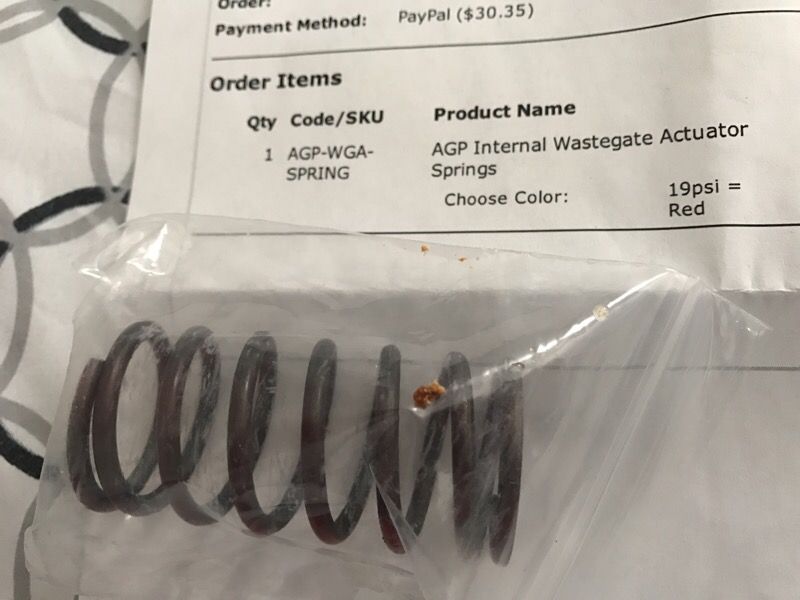 Order:
Payment Method: PayPal ($30.35)
Order Items
Qty Code/SKU Product Name
1 AGP-WGA- AGP Internal Wastegate Actuator
SPRING Springs
Choose Color: 19psi =
Red